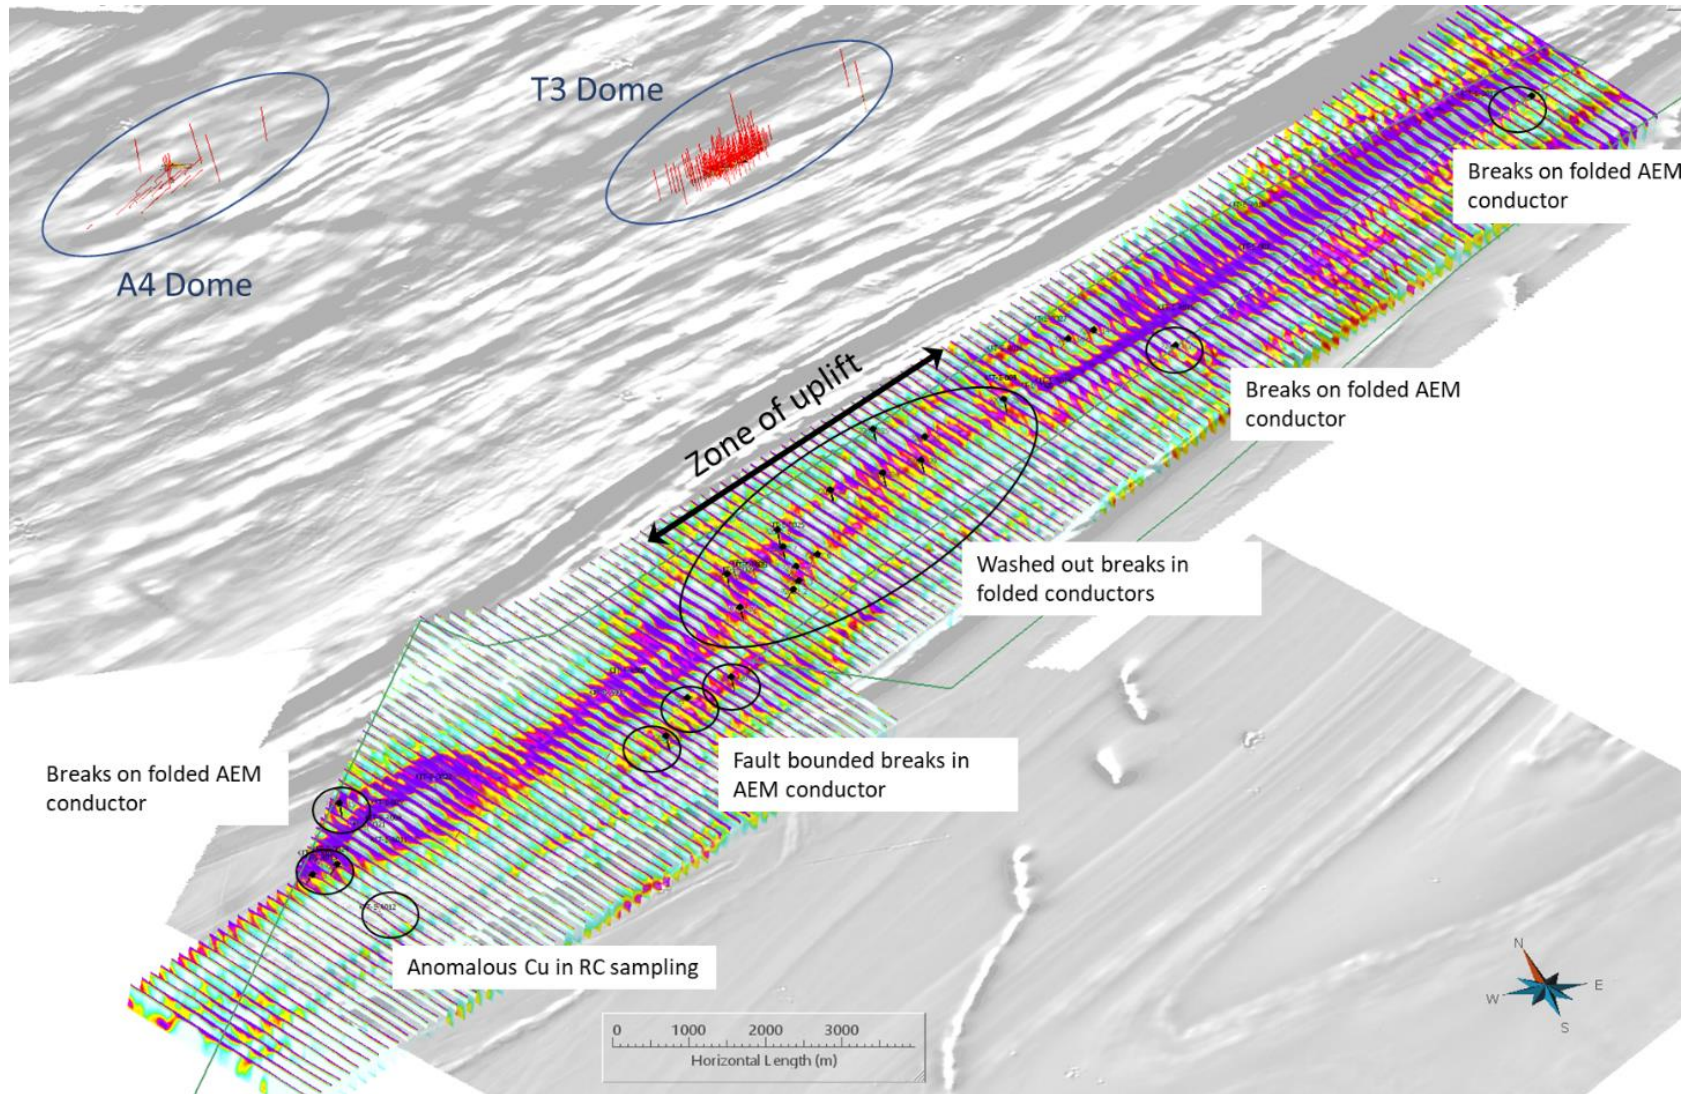 T3 Dome
A4 Dome
Breaks on folded AEM
conductor
Zone of uplift
Breaks on folded AEM
conductor
Washed out breaks in
folded conductors
Breaks on folded AEM
conductor
Fault bounded breaks in
AEM conductor
Anomalous Cu in RC sampling
0 1000 2000 3000
Horizontal Length (m)
N
W
E
S